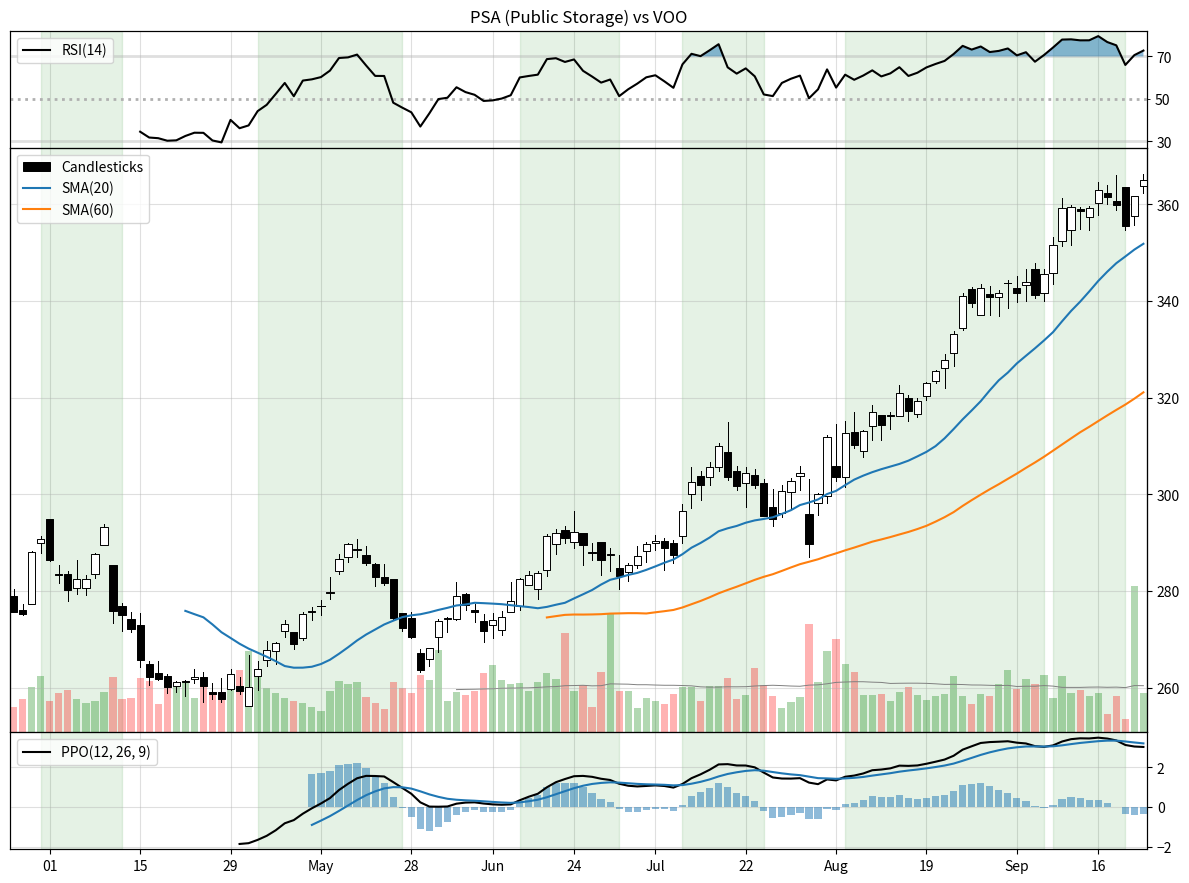 PSA (Public Storage) vs VOO
RSI(14)
70
50
30
Candlesticks
SMA(20)
SMA(60)
360
340
320
300
280
260
PPO(12, 26, 9)
2
0
−2
01 15 29 May 28 Jun 24 Jul 22 Aug 19 Sep 16